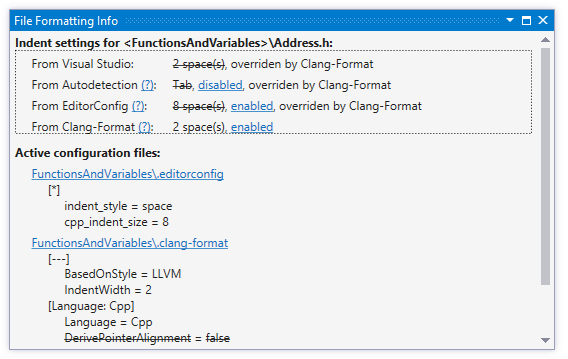 File Formatting Info
Indent settings for <FunctionsAndVariables>\Address.h:
From Visual Studio: 2 space(s), overriden by Clang-Format
From Autodetection (?): Tab, disabled, overriden by Clang-Format
From EditorConfig (?): 8 space(s), enabled, overriden by Clang-Format
From Clang-Format (?): 2 space(s), enabled
Active configuration files:
FunctionsAndVariables\.editorconfig
[*]
indent_style = space
cpp_indent_size = 8
FunctionsAndVariables\.clang-format
[---]
BasedOnStyle = LLVM
IndentWidth = 2
[Language: Cpp]
Language = Cpp
DerivePointerAlignment = false